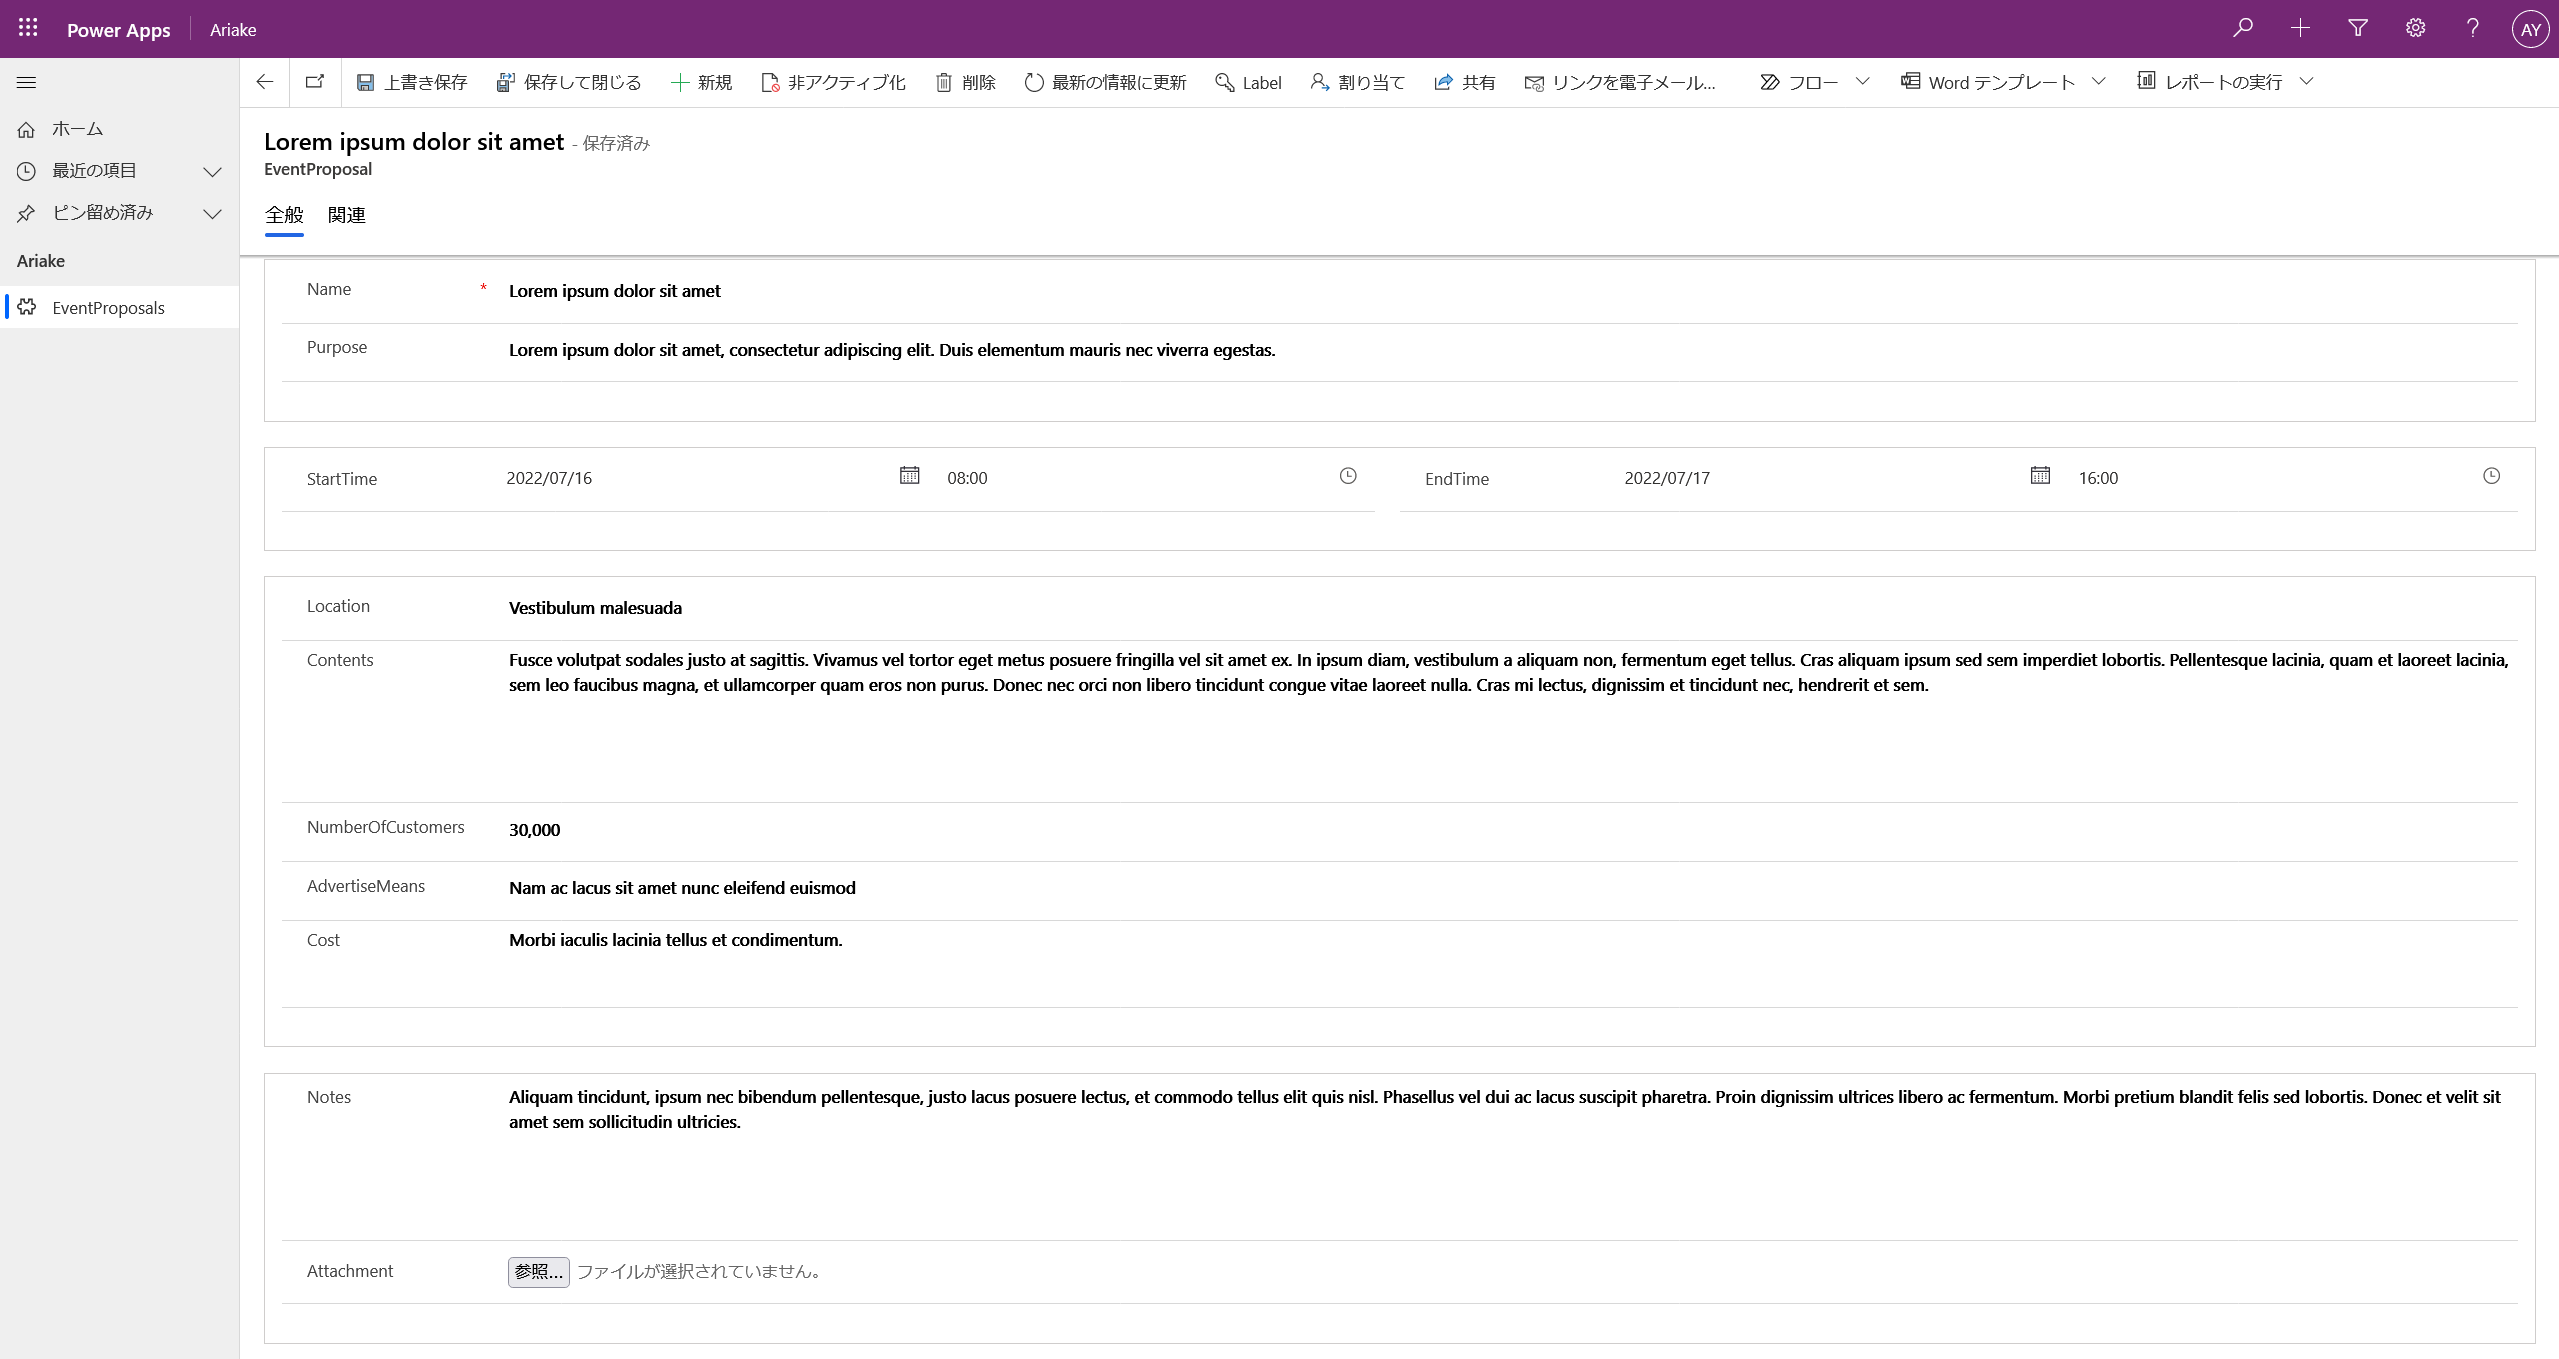 Power Apps
Ariake
AY
上書き保存
保存して閉じる
新規
非アクティブ化
削除
最新の情報に更新
Label
割り当て
共有
リンクを電子メール...
フロー
Word テンプレート
レポートの実行
ホーム
最近の項目
ピン留め済み
Ariake
EventProposals
Lorem ipsum dolor sit amet - 保存済み
EventProposal
全般
関連
Name * Lorem ipsum dolor sit amet
Purpose Lorem ipsum dolor sit amet, consectetur adipiscing elit. Duis elementum mauris nec viverra egestas.
StartTime 2022/07/16 08:00 EndTime 2022/07/17 16:00
Location Vestibulum malesuada
Contents Fusce volutpat sodales justo at sagittis. Vivamus vel tortor eget metus posuere fringilla vel sit amet ex. In ipsum diam, vestibulum a aliquam non, fermentum eget tellus. Cras aliquam ipsum sed sem imperdiet lobortis. Pellentesque lacinia, quam et laoreet lacinia,
sem leo faucibus magna, et ullamcorper quam eros non purus. Donec nec orci non libero tincidunt congue vitae laoreet nulla. Cras mi lectus, dignissim et tincidunt nec, hendrerit et sem.
NumberOfCustomers 30,000
AdvertiseMeans Nam ac lacus sit amet nunc eleifend euismod
Cost Morbi iaculis lacinia tellus et condimentum.
Notes Aliquam tincidunt, ipsum nec bibendum pellentesque, justo lacus posuere lectus, et commodo tellus elit quis nisl. Phasellus vel dui ac lacus suscipit pharetra. Proin dignissim ultrices libero ac fermentum. Morbi pretium blandit felis sed lobortis. Donec et velit sit
amet sem sollicitudin ultricies.
Attachment 参照... ファイルが選択されていません。